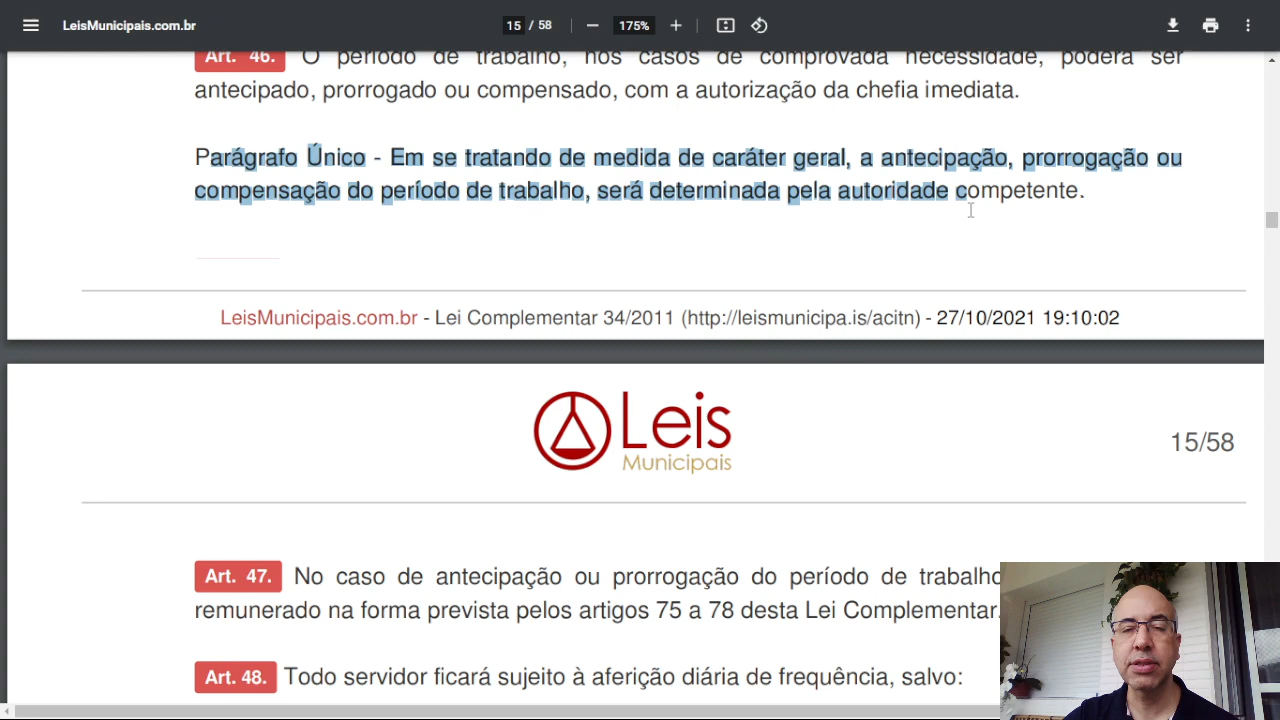 LeisMunicipais.com.br
15 / 58
175%
Art. 46. O período de trabalho, nos casos de comprovada necessidade, poderá ser
antecipado, prorrogado ou compensado, com a autorização da chefia imediata.
Parágrafo Único - Em se tratando de medida de caráter geral, a antecipação, prorrogação ou
compensação do período de trabalho, será determinada pela autoridade competente.
LeisMunicipais.com.br - Lei Complementar 34/2011 (http://leismunicipa.is/acitn) - 27/10/2021 19:10:02
Leis
Municipais
15/58
Art. 47. No caso de antecipação ou prorrogação do período de trabalho
remunerado na forma prevista pelos artigos 75 a 78 desta Lei Complementar.
Art. 48. Todo servidor ficará sujeito à aferição diária de frequência, salvo: